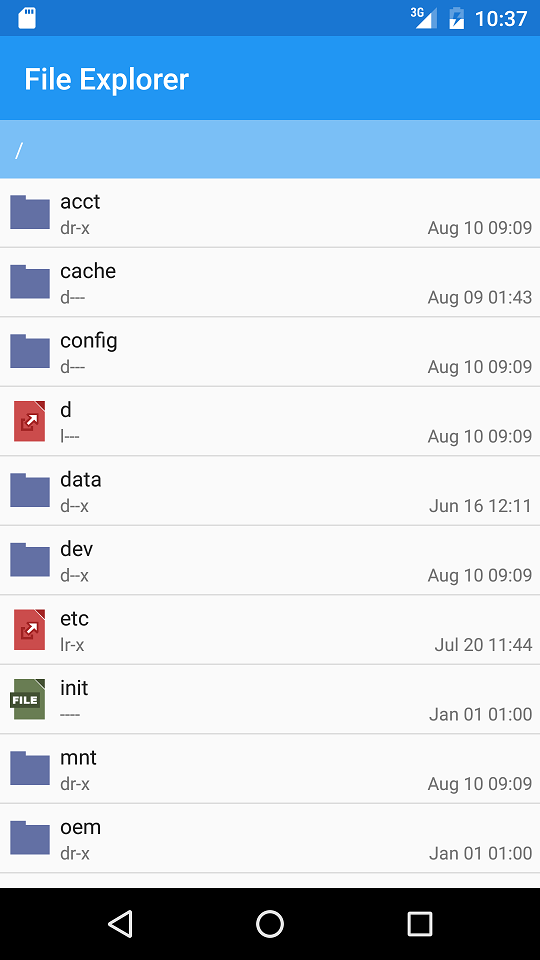 3G 10:37
File Explorer
/
acct
dr-x Aug 10 09:09
cache
d--- Aug 09 01:43
config
d--- Aug 10 09:09
d
l--- Aug 10 09:09
data
d--x Jun 16 12:11
dev
d--x Aug 10 09:09
etc
lr-x Jul 20 11:44
FILE init
---- Jan 01 01:00
mnt
dr-x Aug 10 09:09
oem
dr-x Jan 01 01:00